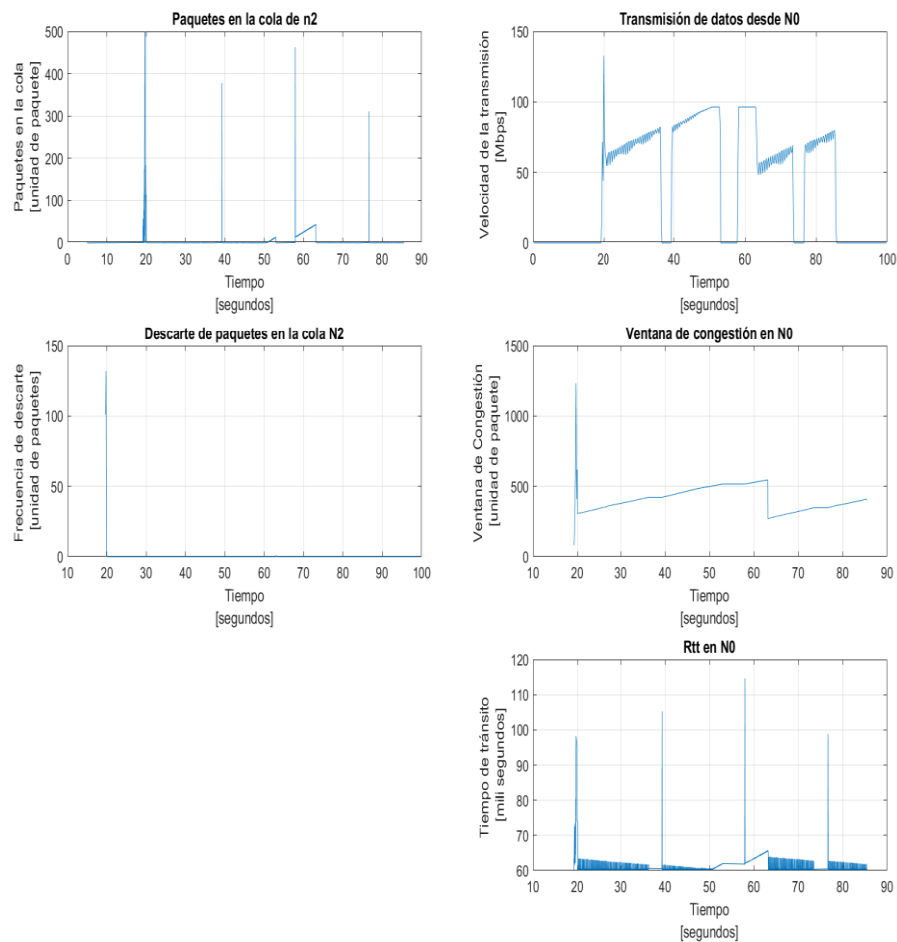 Paquetes en la cola de n2
Paquetes en la cola
[unidad de paquete]
500
400
300
200
100
0
0 10 20 30 40 50 60 70 80 90
Tiempo
[segundos]
Transmisión de datos desde N0
Velocidad de la transmisión
[Mbps]
150
100
50
0
0 20 40 60 80 100
Tiempo
[segundos]
Descarte de paquetes en la cola N2
Frecuencia de descarte
[unidad de paquetes]
150
100
50
0
10 20 30 40 50 60 70 80 90 100
Tiempo
[segundos]
Ventana de congestión en N0
Ventana de Congestión
[unidad de paquete]
1500
1000
500
0
10 20 30 40 50 60 70 80 90
Tiempo
[segundos]
Rtt en N0
Tiempo de tránsito
[mili segundos]
120
110
100
90
80
70
60
10 20 30 40 50 60 70 80 90
Tiempo
[segundos]